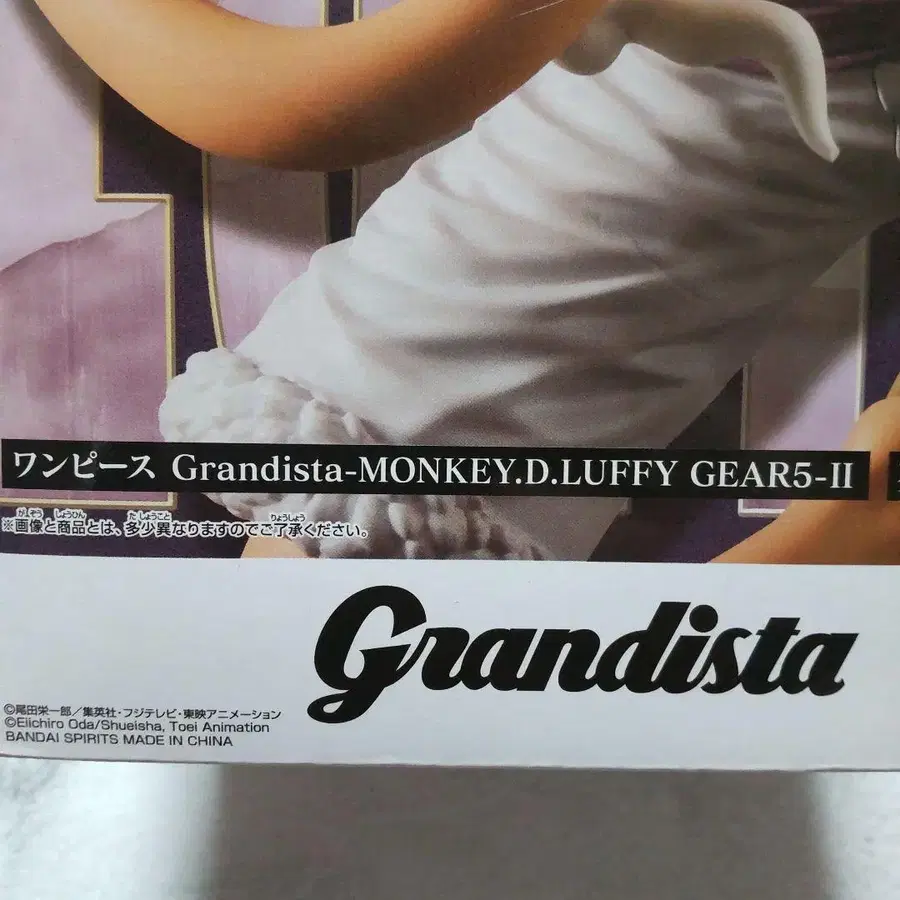 ワンピース Grandista-MONKEY.D.LUFFY GEAR5-II
※画像と商品とは、多少異なりますのでご了承ください。
Grandista
©尾田栄一郎／集英社・フジテレビ・東映アニメーション
©Eiichiro Oda/Shueisha, Toei Animation
BANDAI SPIRITS MADE IN CHINA